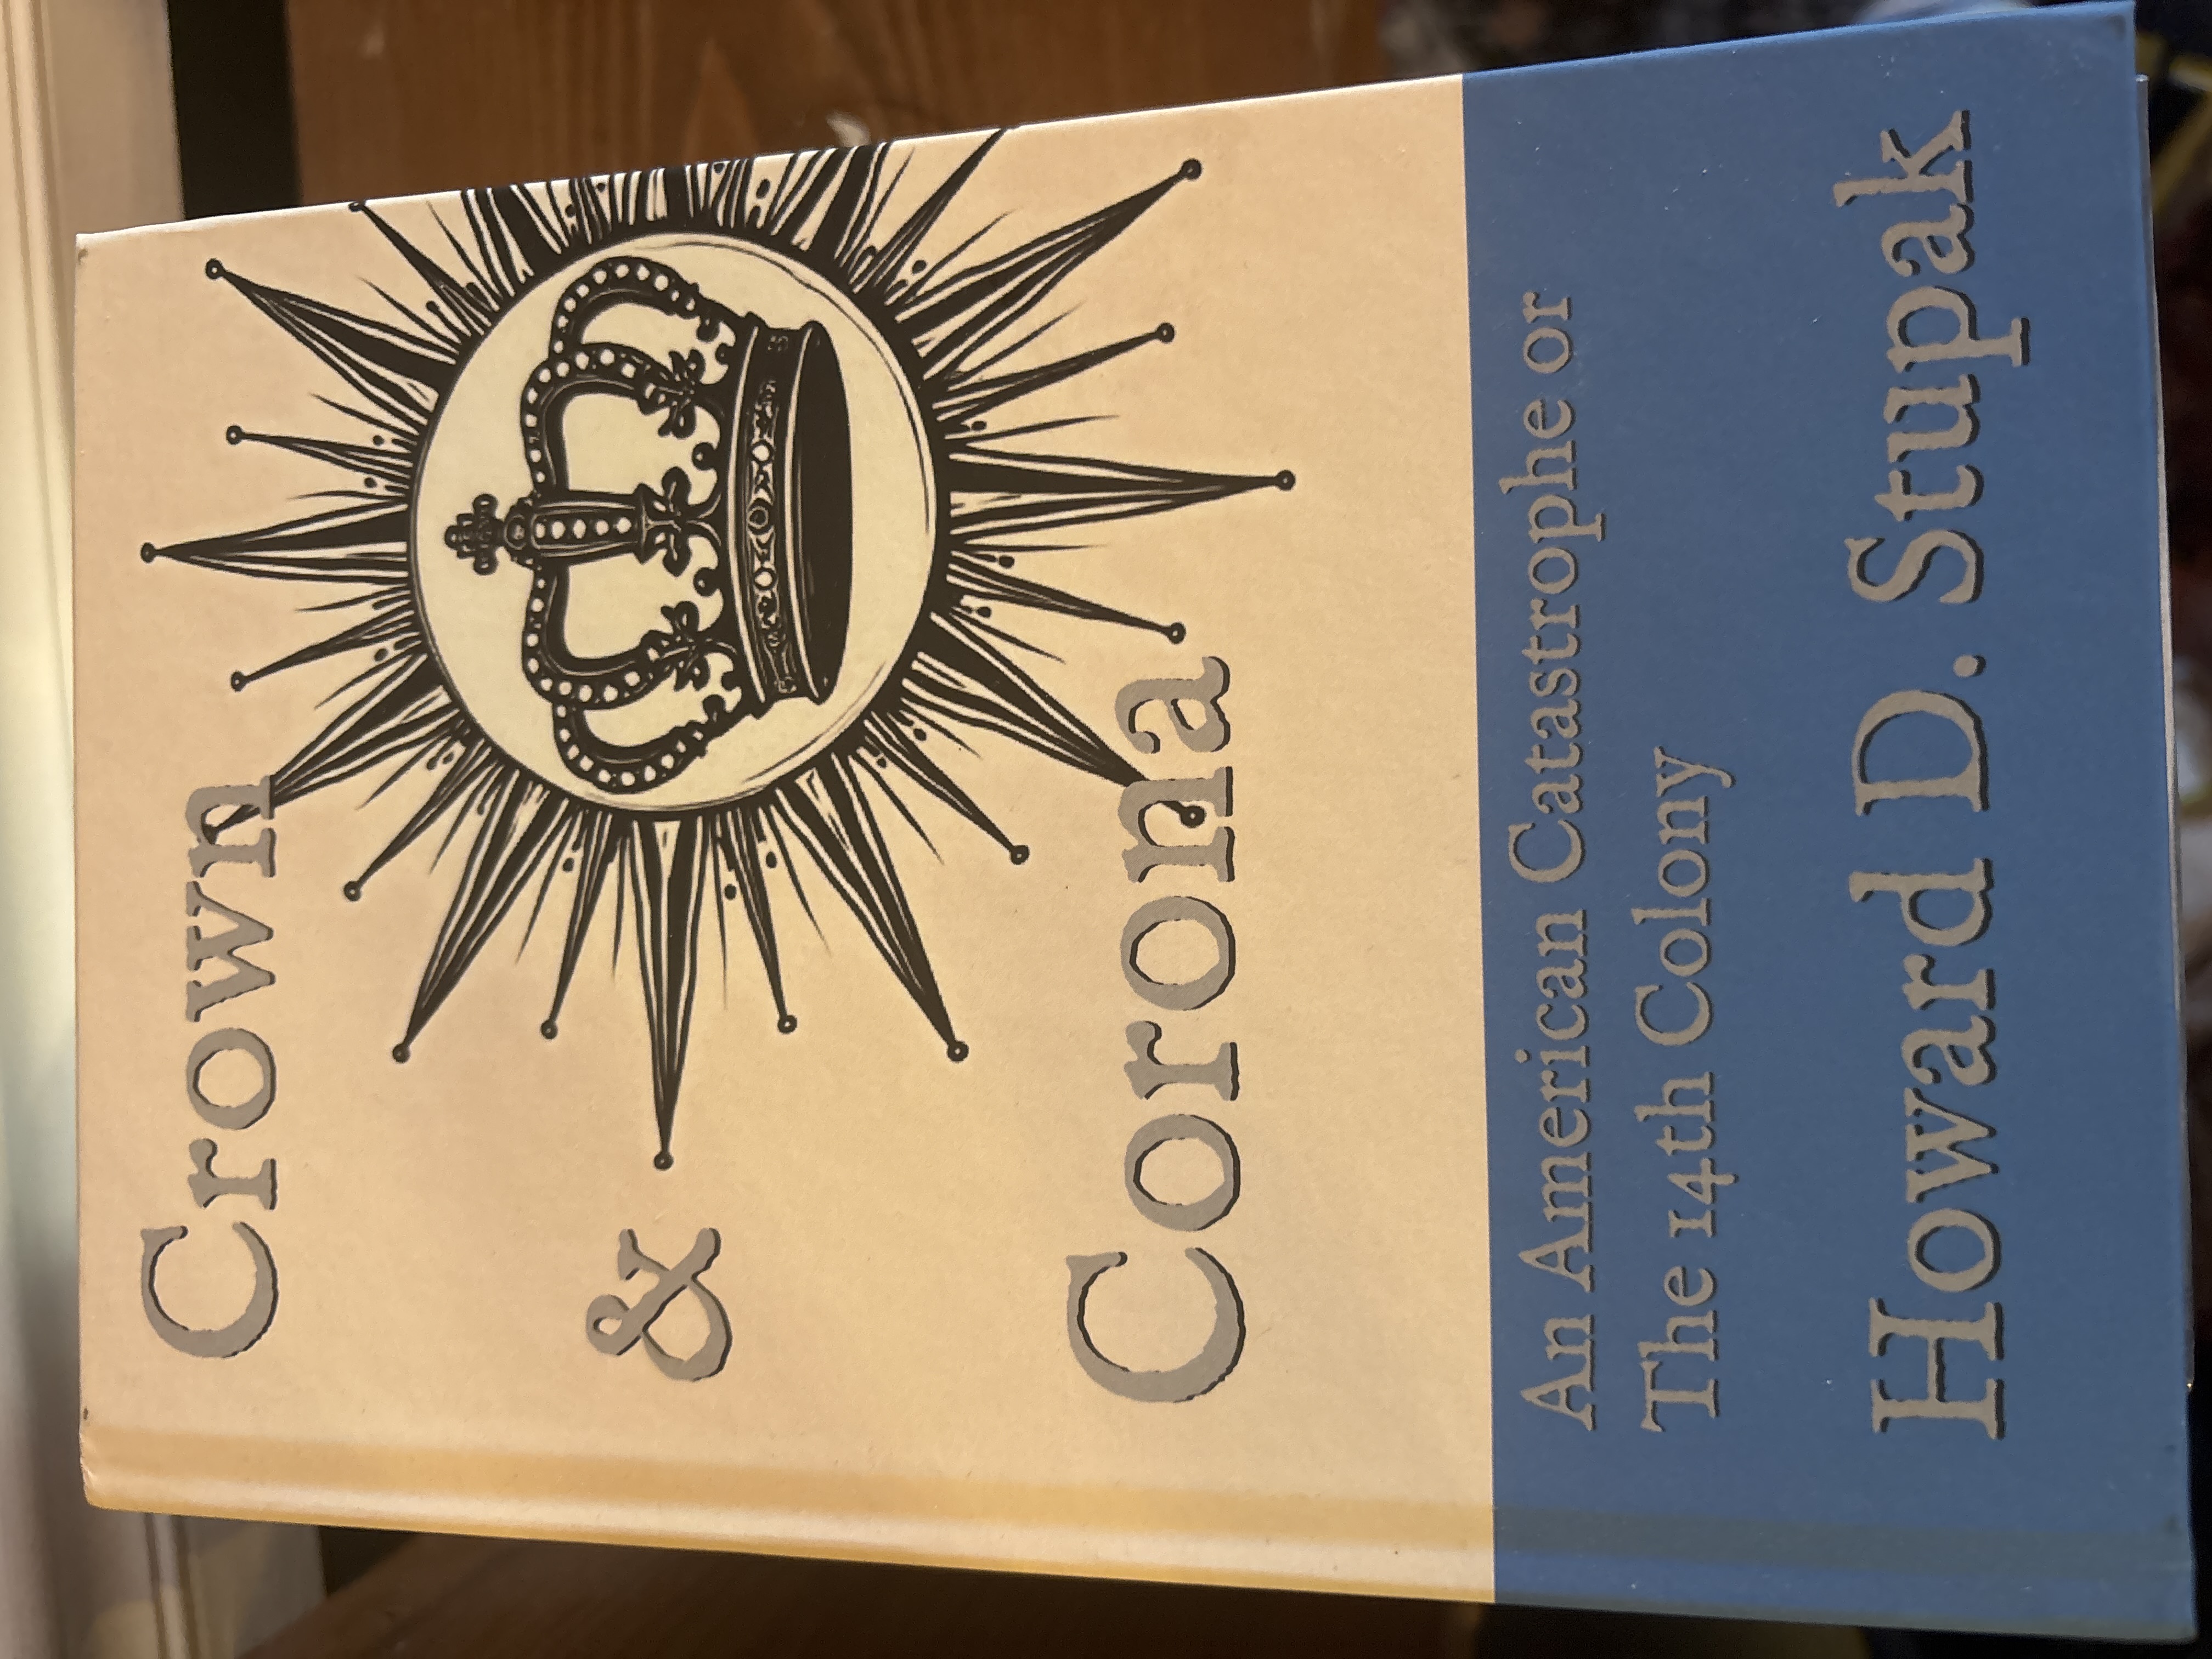 Crown
&
Corona
An American Catastrophe or
The 14th Colony
Howard D. Stupak